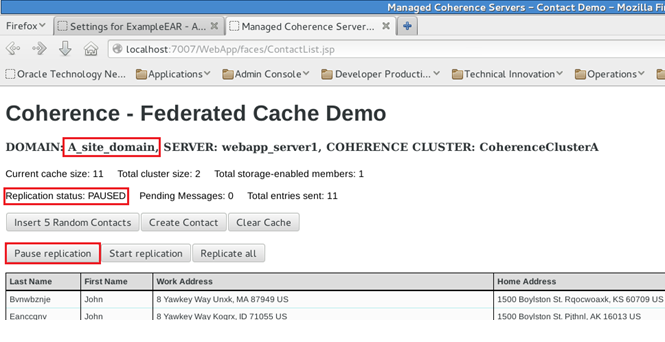 Managed Coherence Servers – Contact Demo – Mozilla Fi
Firefox Settings for ExampleEAR – A... Managed Coherence Servers...
localhost:7007/WebApp/faces/ContactList.jsp
Oracle Technology Ne... Applications Admin Console Developer Producti... Technical Innovation Operations
Coherence - Federated Cache Demo
DOMAIN: A_site_domain, SERVER: webapp_server1, COHERENCE CLUSTER: CoherenceClusterA
Current cache size: 11 Total cluster size: 2 Total storage-enabled members: 1
Replication status: PAUSED Pending Messages: 0 Total entries sent: 11
Insert 5 Random Contacts Create Contact Clear Cache
Pause replication Start replication Replicate all
Last Name First Name Work Address Home Address
Bvnwbznje John 8 Yawkey Way Unxk, MA 87949 US 1500 Boylston St. Rqocwoaxk, KS 60709 US
Eanccqnv John 8 Yawkey Way Kogrx, ID 71055 US 1500 Boylston St. Pjthnl, AK 16013 US